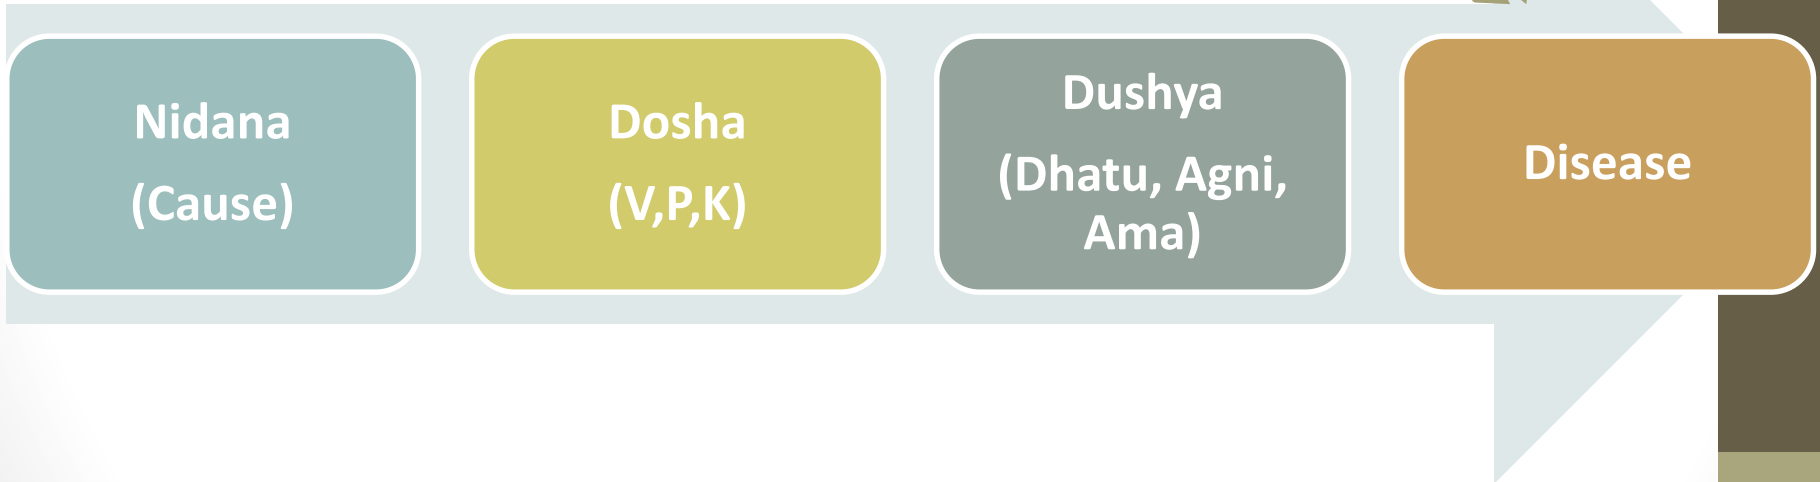 Nidana
(Cause)
Dosha
(V,P,K)
Dushya
(Dhatu, Agni,
Ama)
Disease